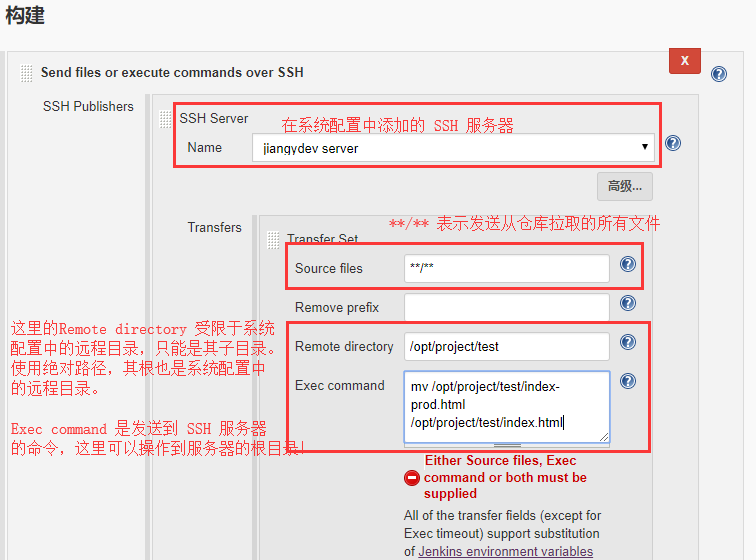 构建
X
Send files or execute commands over SSH
SSH Publishers
SSH Server
在系统配置中添加的 SSH 服务器
Name
jiangydev server
高级...
Transfers
**/** 表示发送从仓库拉取的所有文件
Transfer Set
Source files
**/**
Remove prefix
这里的Remote directory 受限于系统
配置中的远程目录，只能是其子目录。
使用绝对路径，其根也是系统配置中
的远程目录。
Remote directory
/opt/project/test
Exec command
mv /opt/project/test/index-
prod.html
/opt/project/test/index.html
Exec command 是发送到 SSH 服务器
的命令，这里可以操作到服务器的根目录！
Either Source files, Exec
command or both must be
supplied
All of the transfer fields (except for
Exec timeout) support substitution
of Jenkins environment variables